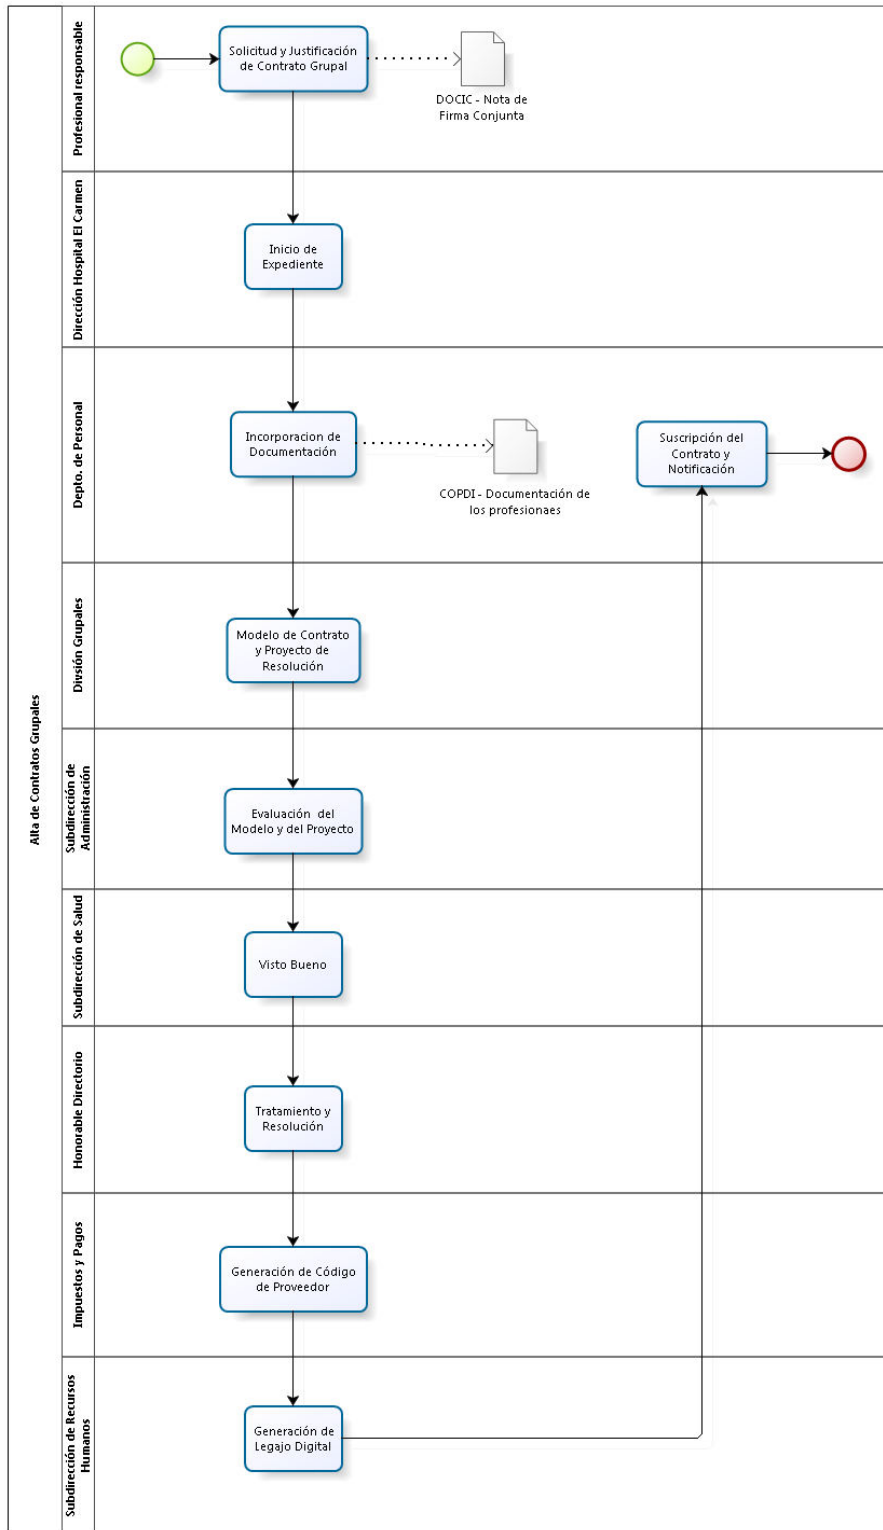 Alta de Contratos Grupales
Profesional responsable
Solicitud y Justificación
de Contrato Grupal
DOCIC - Nota de
Firma Conjunta
Dirección Hospital El Carmen
Inicio de
Expediente
Depto. de Personal
Incorporacion de
Documentación
COPDI - Documentación de
los profesionaes
Suscripción del
Contrato y
Notificación
Divsión Grupales
Modelo de Contrato
y Proyecto de
Resolución
Subdirección de
Administración
Evaluación del
Modelo y del Proyecto
Subdirección de Salud
Visto Bueno
Honorable Directorio
Tratamiento y
Resolución
Impuestos y Pagos
Generación de Código
de Proveedor
Subdirección de Recursos
Humanos
Generación de
Legajo Digital